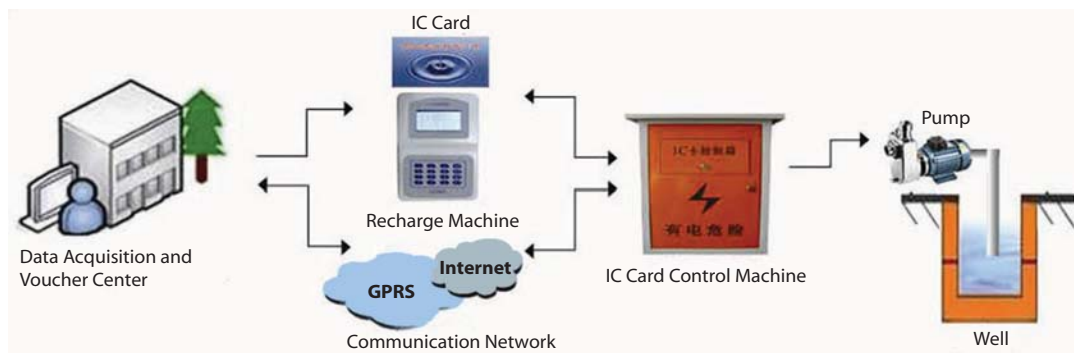 IC Card
Recharge Machine
Data Acquisition and
Voucher Center
Internet
GPRS
Communication Network
IC卡控制箱
有电危险
IC Card Control Machine
Pump
Well